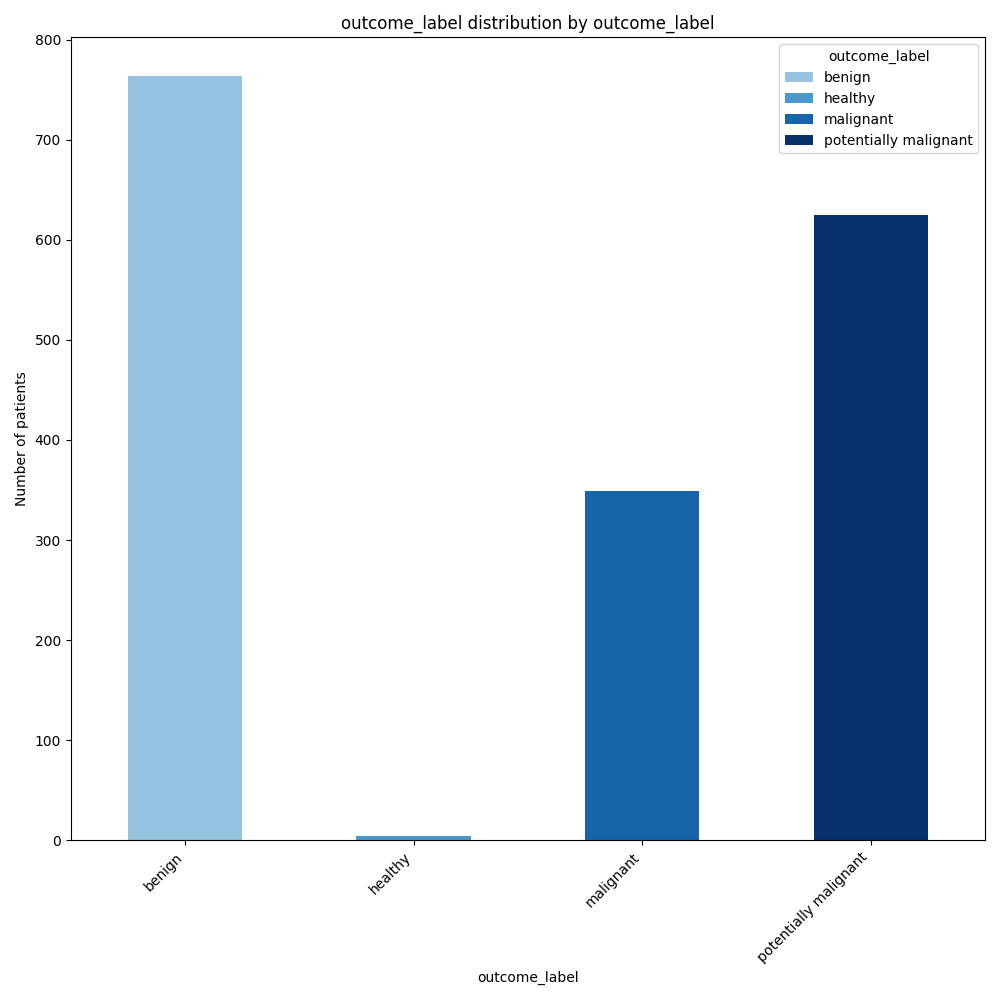 outcome_label distribution by outcome_label
outcome_label
benign
healthy
malignant
potentially malignant
Number of patients
800
700
600
500
400
300
200
100
0
benign
healthy
malignant
potentially malignant
outcome_label